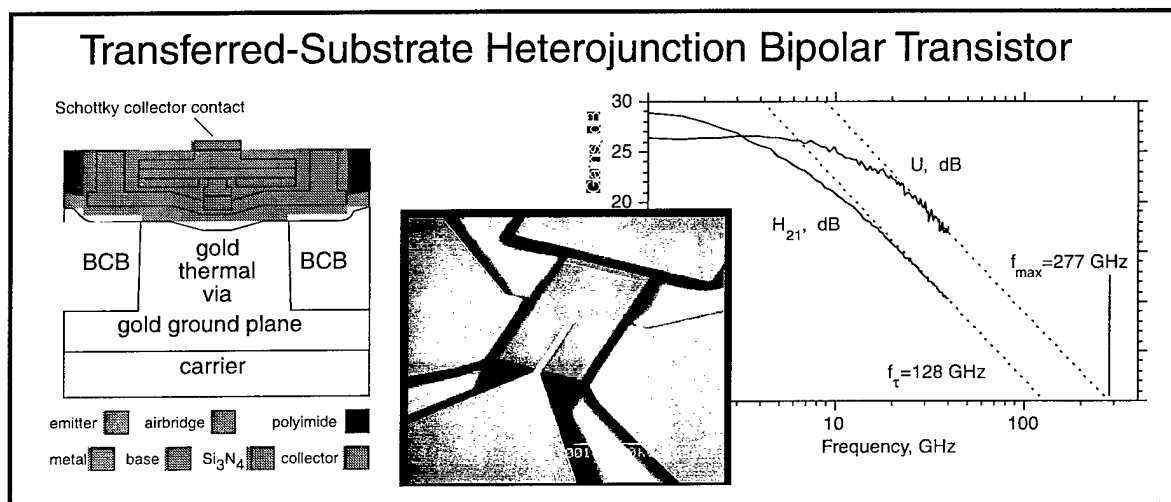 Transferred-Substrate Heterojunction Bipolar Transistor
Schottky collector contact
BCB
gold
thermal
via
BCB
gold ground plane
carrier
emitter
airbridge
polyimide
metal
base
Si3N4
collector
30
25
20
Gains, dB
U, dB
H21, dB
fmax=277 GHz
fτ=128 GHz
10
100
Frequency, GHz